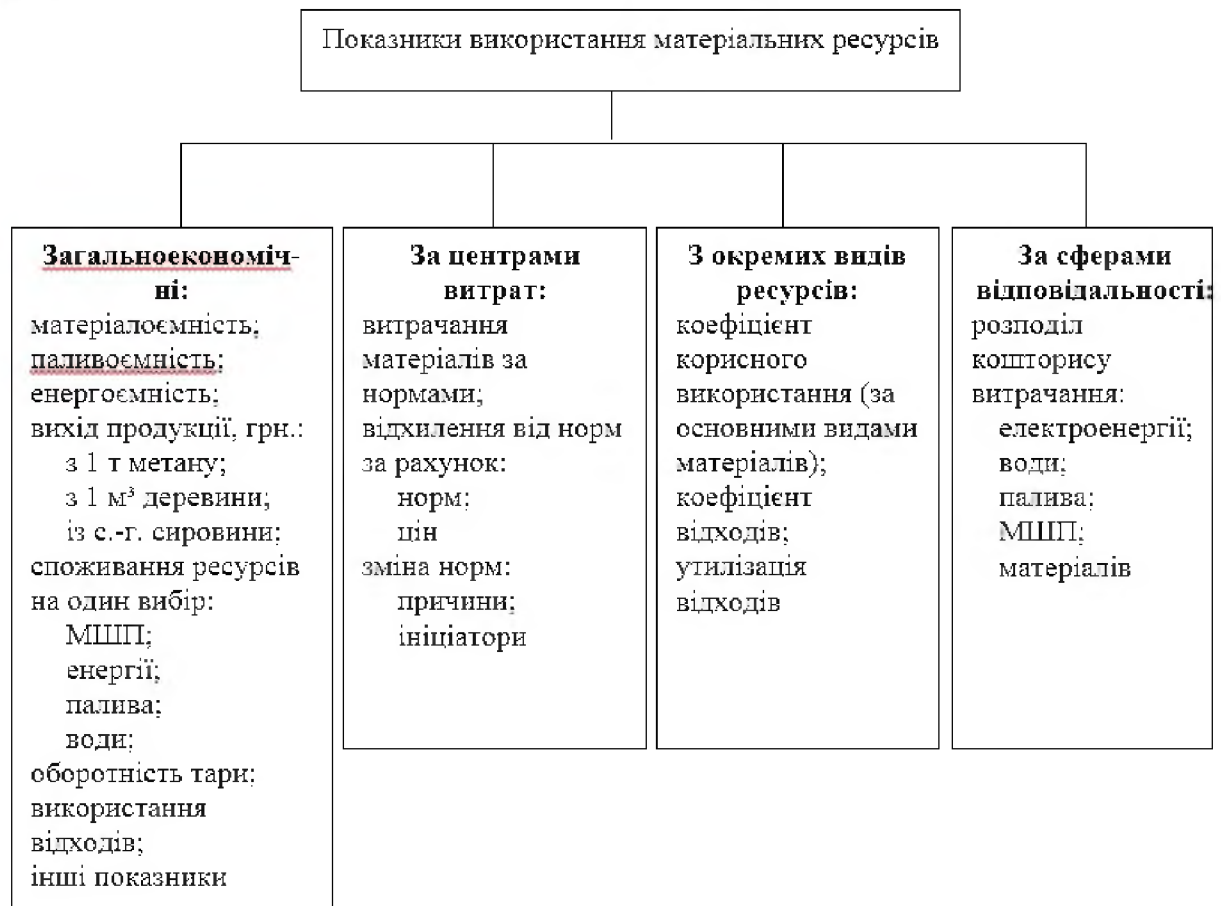 Показники використання матеріальних ресурсів
Загальноекономіч-
ні:
матеріалоємність;
паливоємність;
енергоємність;
вихід продукції, грн.:
з 1 т метану;
з 1 м³ деревини;
із с.-г. сировини;
споживання ресурсів
на один вибір:
МШП;
енергії;
палива;
води;
оборотність тари;
використання
відходів;
інші показники
За центрами
витрат:
витрачання
матеріалів за
нормами;
відхилення від норм
за рахунок:
норм;
цін
зміна норм:
причини;
ініціатори
З окремих видів
ресурсів:
коефіцієнт
корисного
використання (за
основними видами
матеріалів);
коефіцієнт
відходів;
утилізація
відходів
За сферами
відповідальності:
розподіл
кошторису
витрачання:
електроенергії;
води;
палива;
МШП;
матеріалів